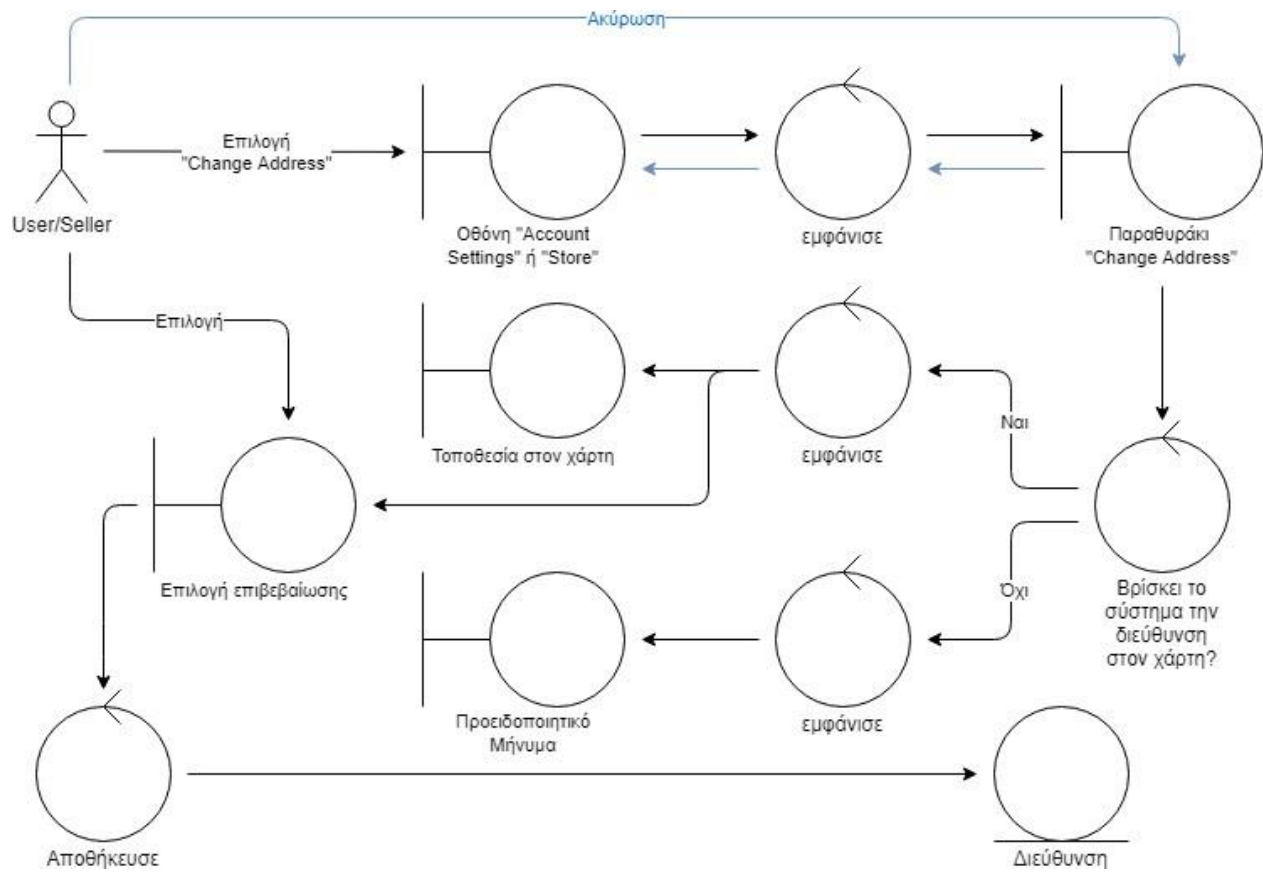 Ακύρωση
Επιλογή
"Change Address"
User/Seller
Οθόνη "Account
Settings" ή "Store"
εμφάνισε
Παραθυράκι
"Change Address"
Επιλογή
Τοποθεσία στον χάρτη
εμφάνισε
Ναι
Επιλογή επιβεβαίωσης
Όχι
Βρίσκει το
σύστημα την
διεύθυνση
στον χάρτη?
Προειδοποιητικό
Μήνυμα
εμφάνισε
Αποθήκευσε
Διεύθυνση